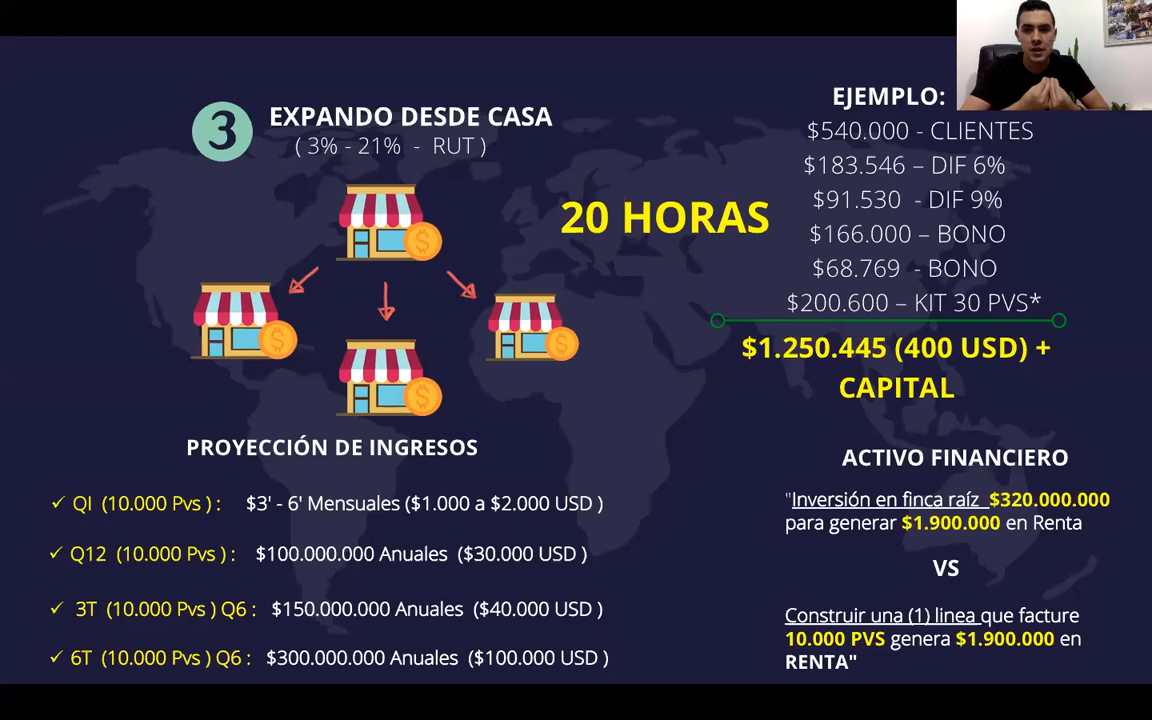 3
EXPANDO DESDE CASA
( 3% - 21% - RUT )
20 HORAS
EJEMPLO:
$540.000 - CLIENTES
$183.546 – DIF 6%
$91.530 - DIF 9%
$166.000 – BONO
$68.769 - BONO
$200.600 – KIT 30 PVS*
$1.250.445 (400 USD) +
CAPITAL
PROYECCIÓN DE INGRESOS
✓ QI (10.000 Pvs ) : $3' - 6' Mensuales ($1.000 a $2.000 USD )
✓ Q12 (10.000 Pvs ) : $100.000.000 Anuales ($30.000 USD )
✓ 3T (10.000 Pvs ) Q6 : $150.000.000 Anuales ($40.000 USD )
✓ 6T (10.000 Pvs ) Q6 : $300.000.000 Anuales ($100.000 USD )
ACTIVO FINANCIERO
"Inversión en finca raíz $320.000.000
para generar $1.900.000 en Renta
VS
Construir una (1) linea que facture
10.000 PVS genera $1.900.000 en
RENTA"